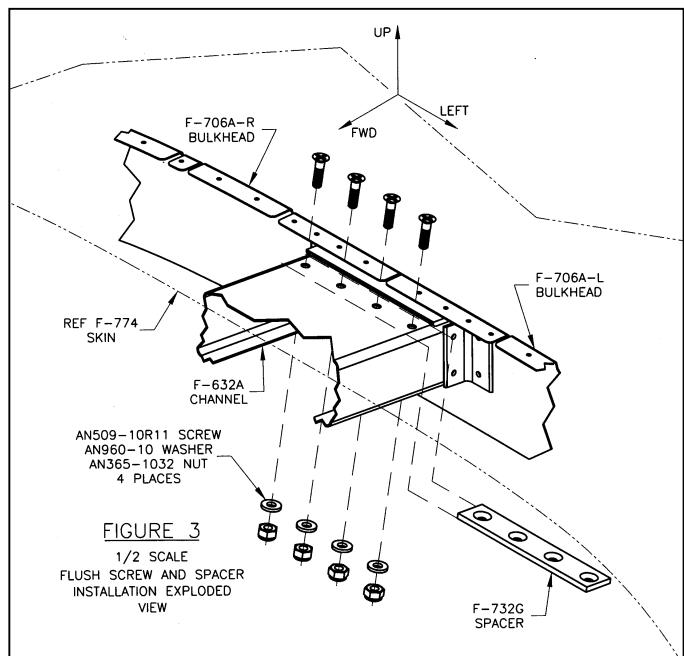 UP
LEFT
FWD
F-706A-R
BULKHEAD
F-706A-L
BULKHEAD
REF F-774
SKIN
F-632A
CHANNEL
AN509-10R11 SCREW
AN960-10 WASHER
AN365-1032 NUT
4 PLACES
FIGURE 3
1/2 SCALE
FLUSH SCREW AND SPACER
INSTALLATION EXPLODED
VIEW
F-732G
SPACER